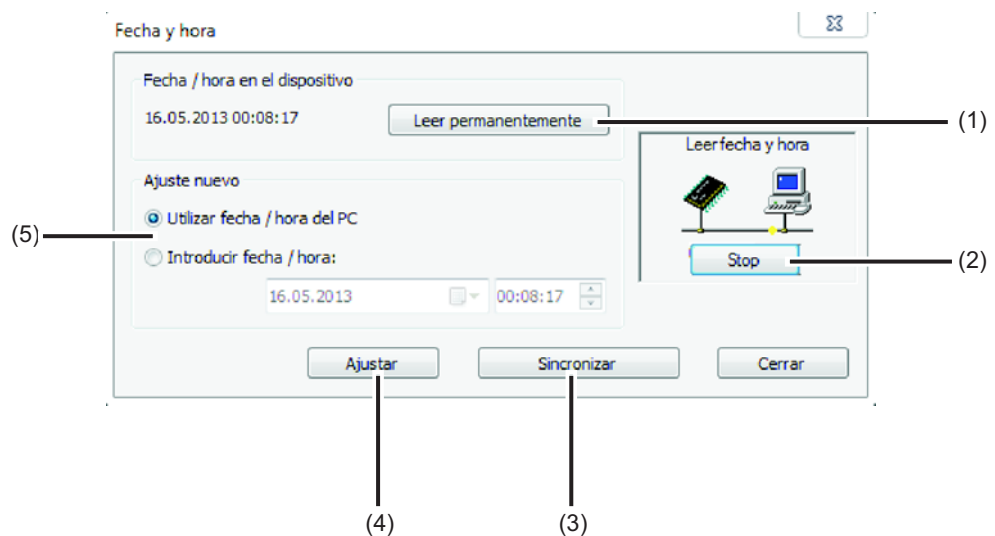 Fecha y hora
Fecha / hora en el dispositivo
16.05.2013 00:08:17
Leer permanentemente
(1)
Leer fecha y hora
Ajuste nuevo
Utilizar fecha / hora del PC
(5)
Introducir fecha / hora:
Stop
(2)
16.05.2013
00:08:17
Ajustar
Sincronizar
Cerrar
(4)
(3)